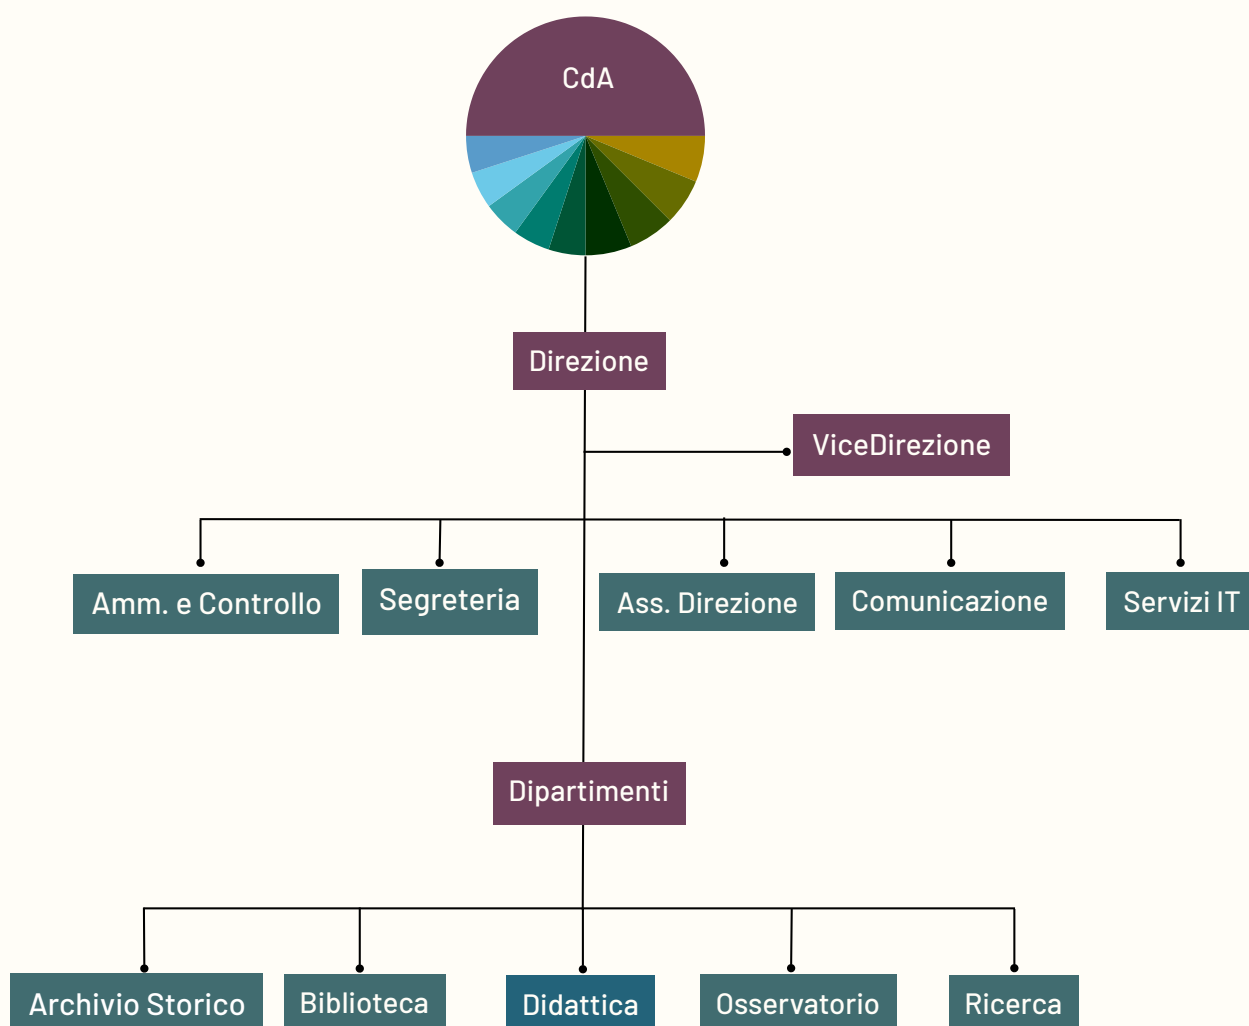 CdA
Direzione
ViceDirezione
Amm. e Controllo
Segreteria
Ass. Direzione
Comunicazione
Servizi IT
Dipartimenti
Archivio Storico
Biblioteca
Didattica
Osservatorio
Ricerca